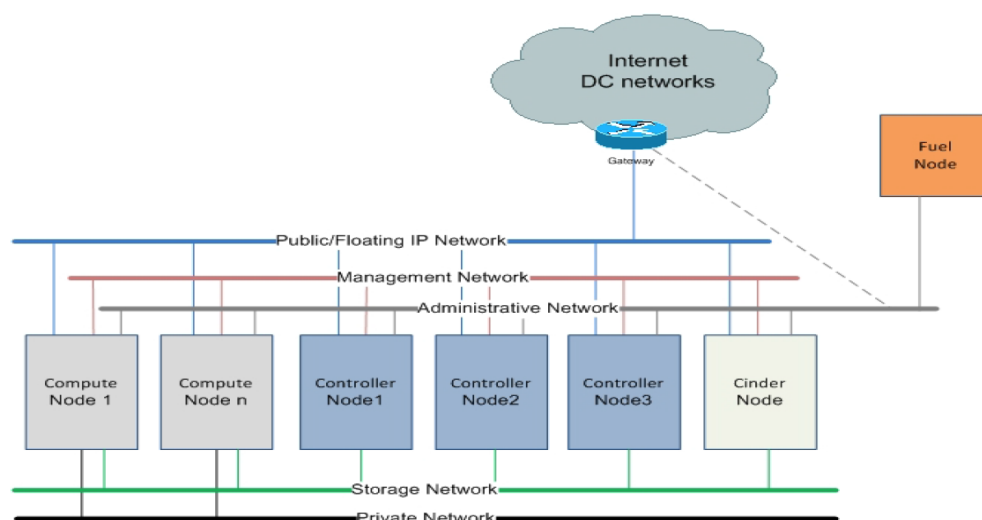 Internet
DC networks
Gateway
Fuel
Node
Public/Floating IP Network
Management Network
Administrative Network
Compute
Node 1
Compute
Node n
Controller
Node1
Controller
Node2
Controller
Node3
Cinder
Node
Storage Network
Private Network